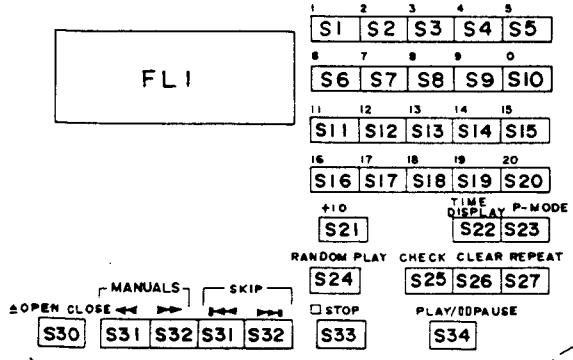 1 2 3 4 5
S1 S2 S3 S4 S5
FL1
6 7 8 9 0
S6 S7 S8 S9 S10
11 12 13 14 15
S11 S12 S13 S14 S15
16 17 18 19 20
S16 S17 S18 S19 S20
+10 TIME DISPLAY P-MODE
S21 S22 S23
RANDOM PLAY CHECK CLEAR REPEAT
S24 S25 S26 S27
MANUALS SKIP
OPEN CLOSE STOP PLAY/PAUSE
S30 S31 S32 S31 S32 S33 S34